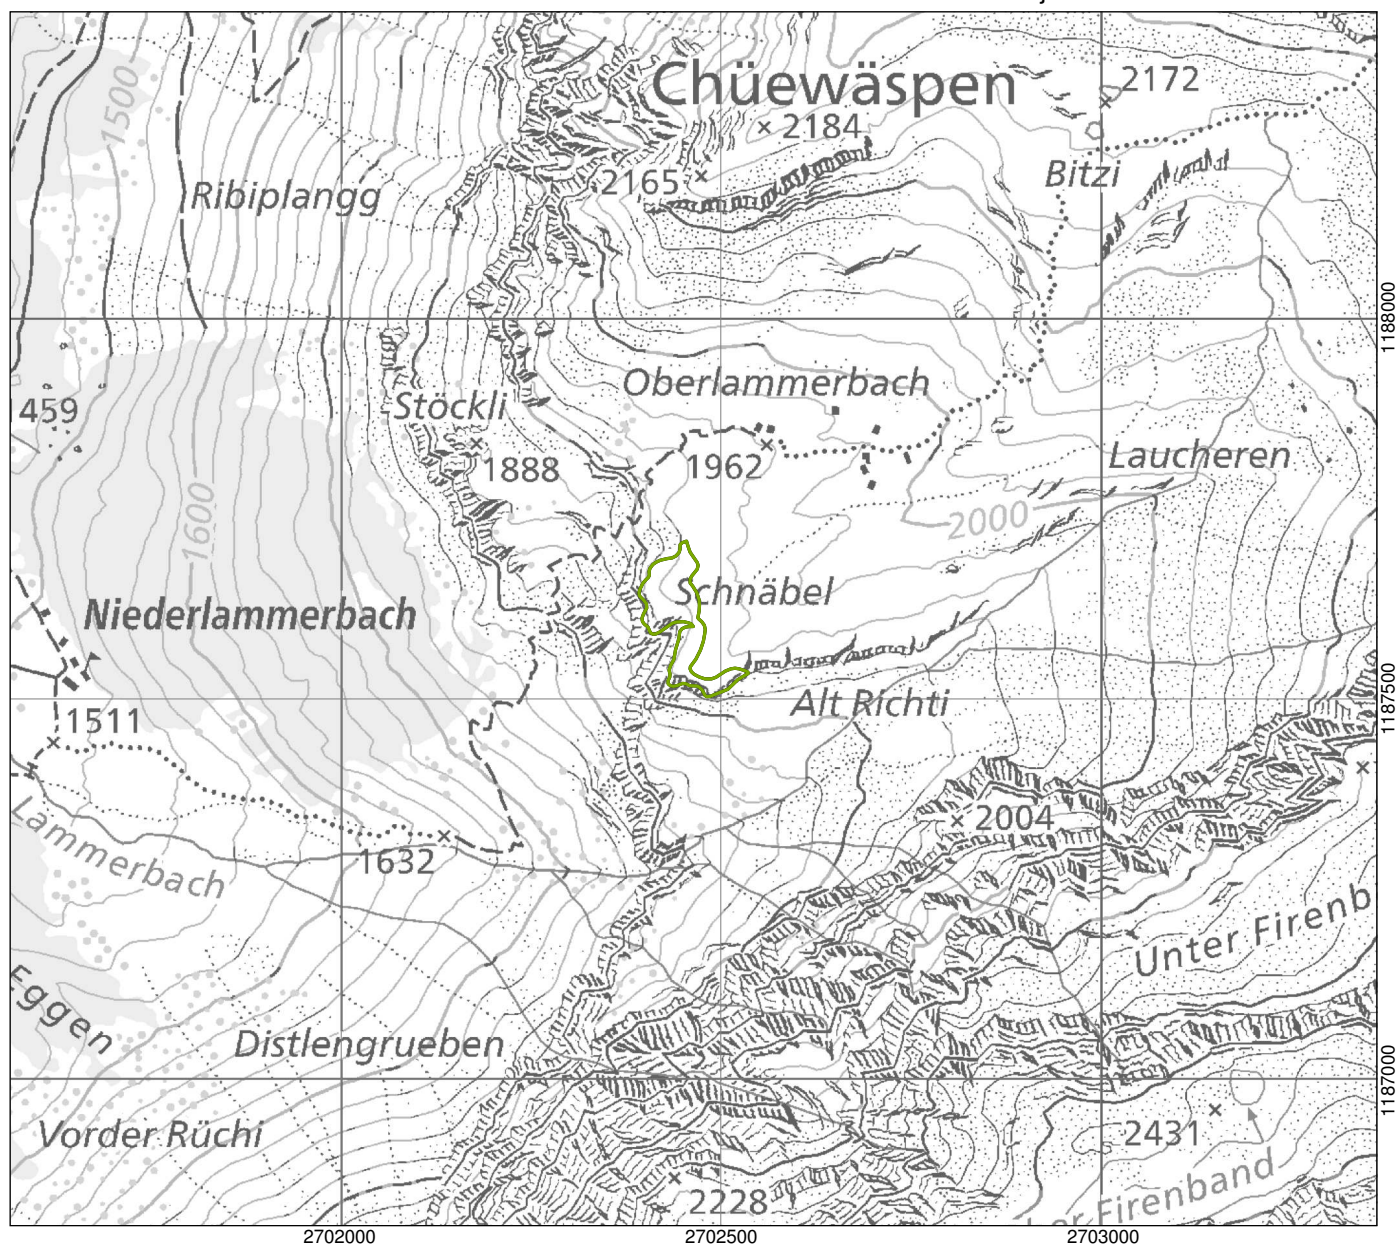 Chüewäspen
2172
1500
2184
Bitzi
2165
Ribiplangg
1188000
Oberlammerbach
Stöckli
1459
1962
Laucheren
1888
2000
1600
Schnäbel
Niederlammerbach
Alt Richti
1187500
1511
2004
Lammerbach
1632
Unter Firenb
Eggen
Distlengrueben
1187000
Vorder Rüchi
2431
er Firenband
2228
2702000
2702500
2703000